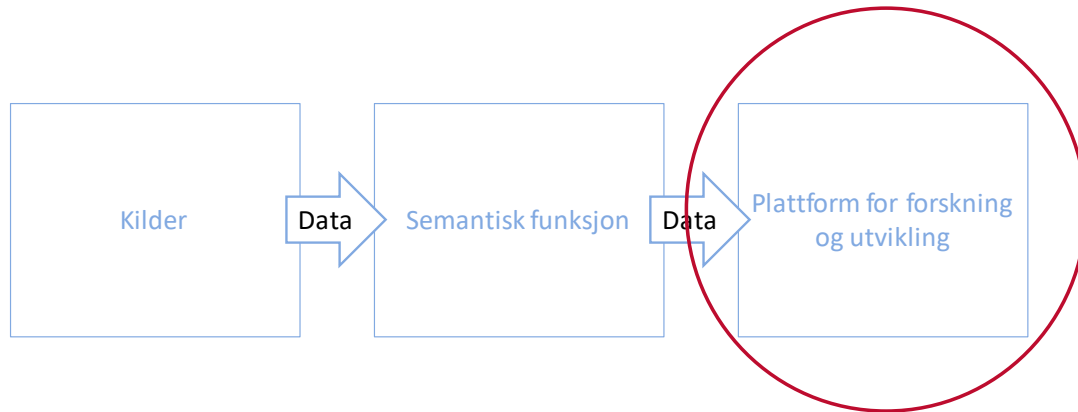 Kilder
Data
Semantisk funksjon
Data
Plattform for forskning
og utvikling